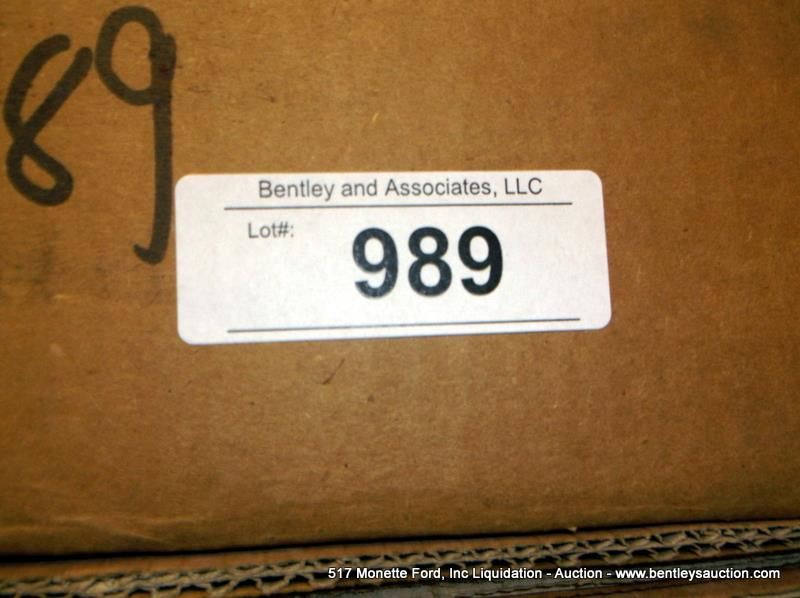 89
Bentley and Associates, LLC
Lot#:
989
517 Monette Ford, Inc Liquidation - Auction - www.bentleysauction.com